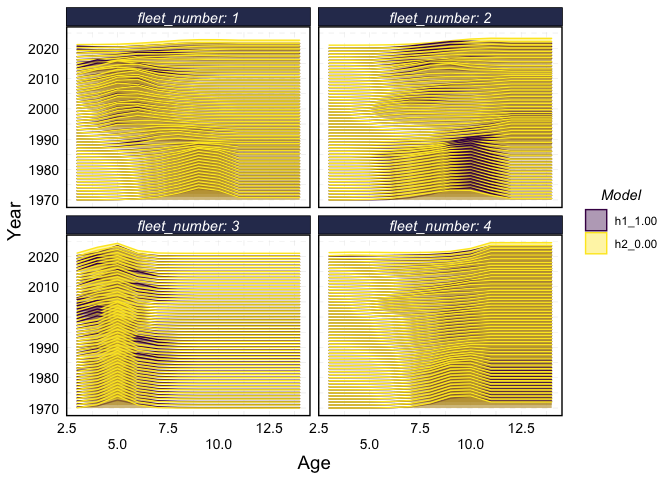 fleet_number: 1
fleet_number: 2
2020
2010
2000
1990
1980
1970
fleet_number: 3
fleet_number: 4
2020
2010
2000
1990
1980
1970
Year
2.5
5.0
7.5
10.0
12.5
2.5
5.0
7.5
10.0
12.5
Age
Model
h1_1.00
h2_0.00